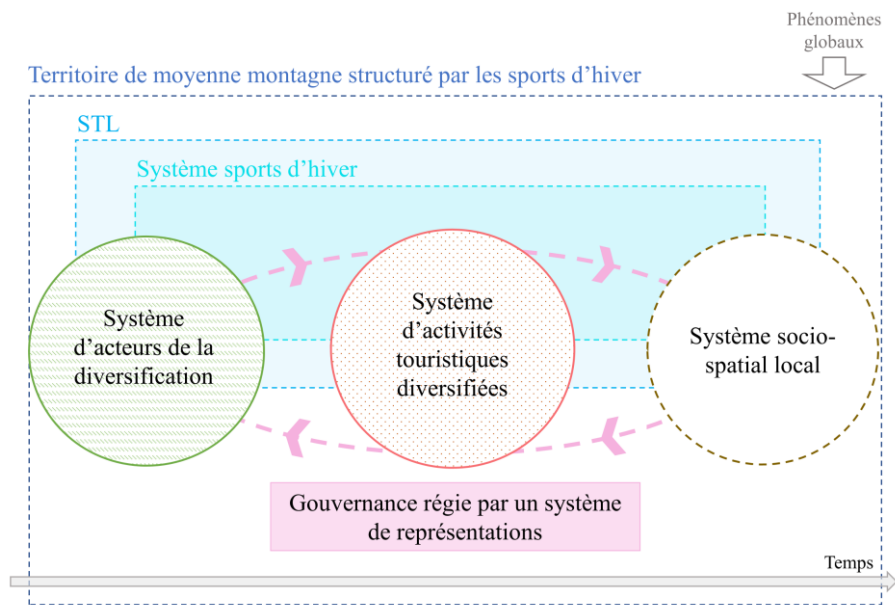 Phénomènes
globaux
Territoire de moyenne montagne structuré par les sports d’hiver
STL
Système sports d’hiver
Système
d’acteurs de la
diversification
Système
d’activités
touristiques
diversifiées
Système socio-
spatial local
Gouvernance régie par un système
de représentations
Temps